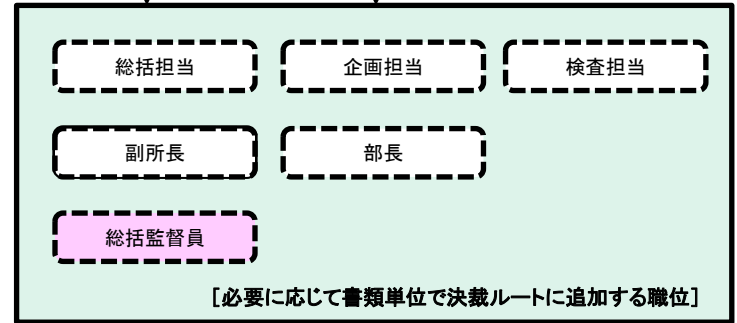 総括担当 企画担当 検査担当
副所長 部長
総括監督員
[必要に応じて書類単位で決裁ルートに追加する職位]